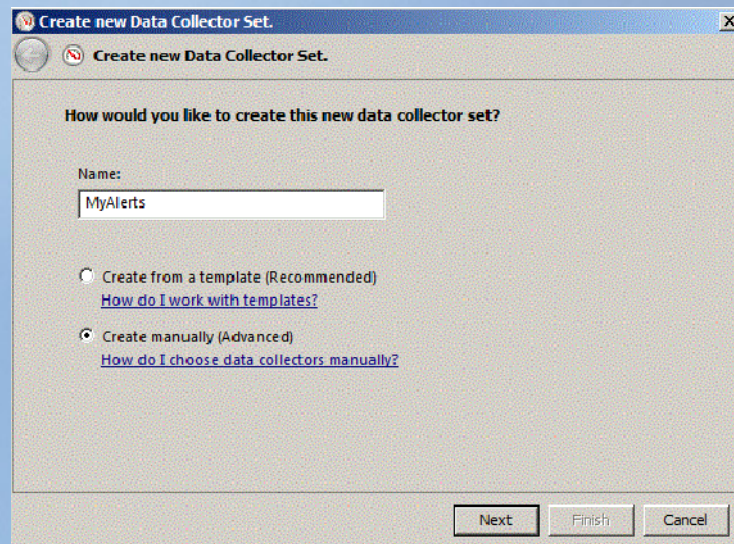 Create new Data Collector Set.
Create new Data Collector Set.
How would you like to create this new data collector set?
Name:
MyAlerts
Create from a template (Recommended)
How do I work with templates?
Create manually (Advanced)
How do I choose data collectors manually?
Next Finish Cancel